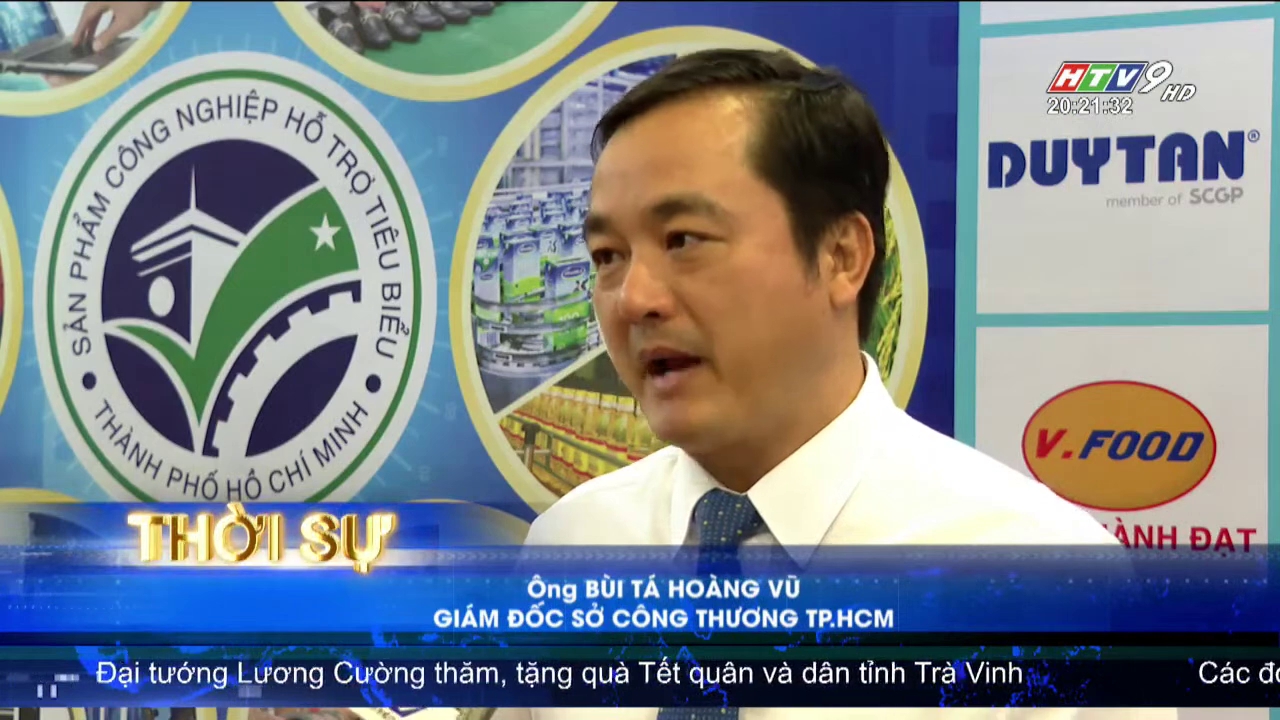 SẢN PHẨM CÔNG NGHIỆP HỖ TRỢ TIÊU BIỂU
THÀNH PHỐ HỒ CHÍ MINH
HTV9 HD
20:21:32
DUYTAN®
member of SCGP
V.FOOD
ÀNH ĐẠT
THỜI SỰ
Ông BÙI TÁ HOÀNG VŨ
GIÁM ĐỐC SỞ CÔNG THƯƠNG TP.HCM
Đại tướng Lương Cường thăm, tặng quà Tết quân và dân tỉnh Trà Vinh
Các đo